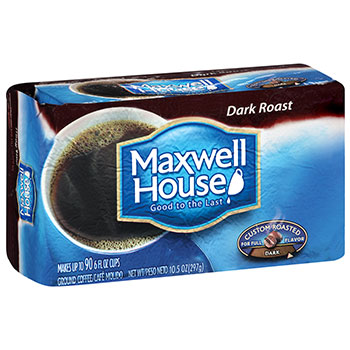 Dark Roast
Maxwell
House
Good to the Last
CUSTOM ROASTED
FOR FULL FLAVOR
DARK
MAKES UP TO 90 6 FL OZ CUPS
GROUND COFFEE/CAFÉ MOLIDO NET WT/PESO NETO 10.5 OZ (297g)